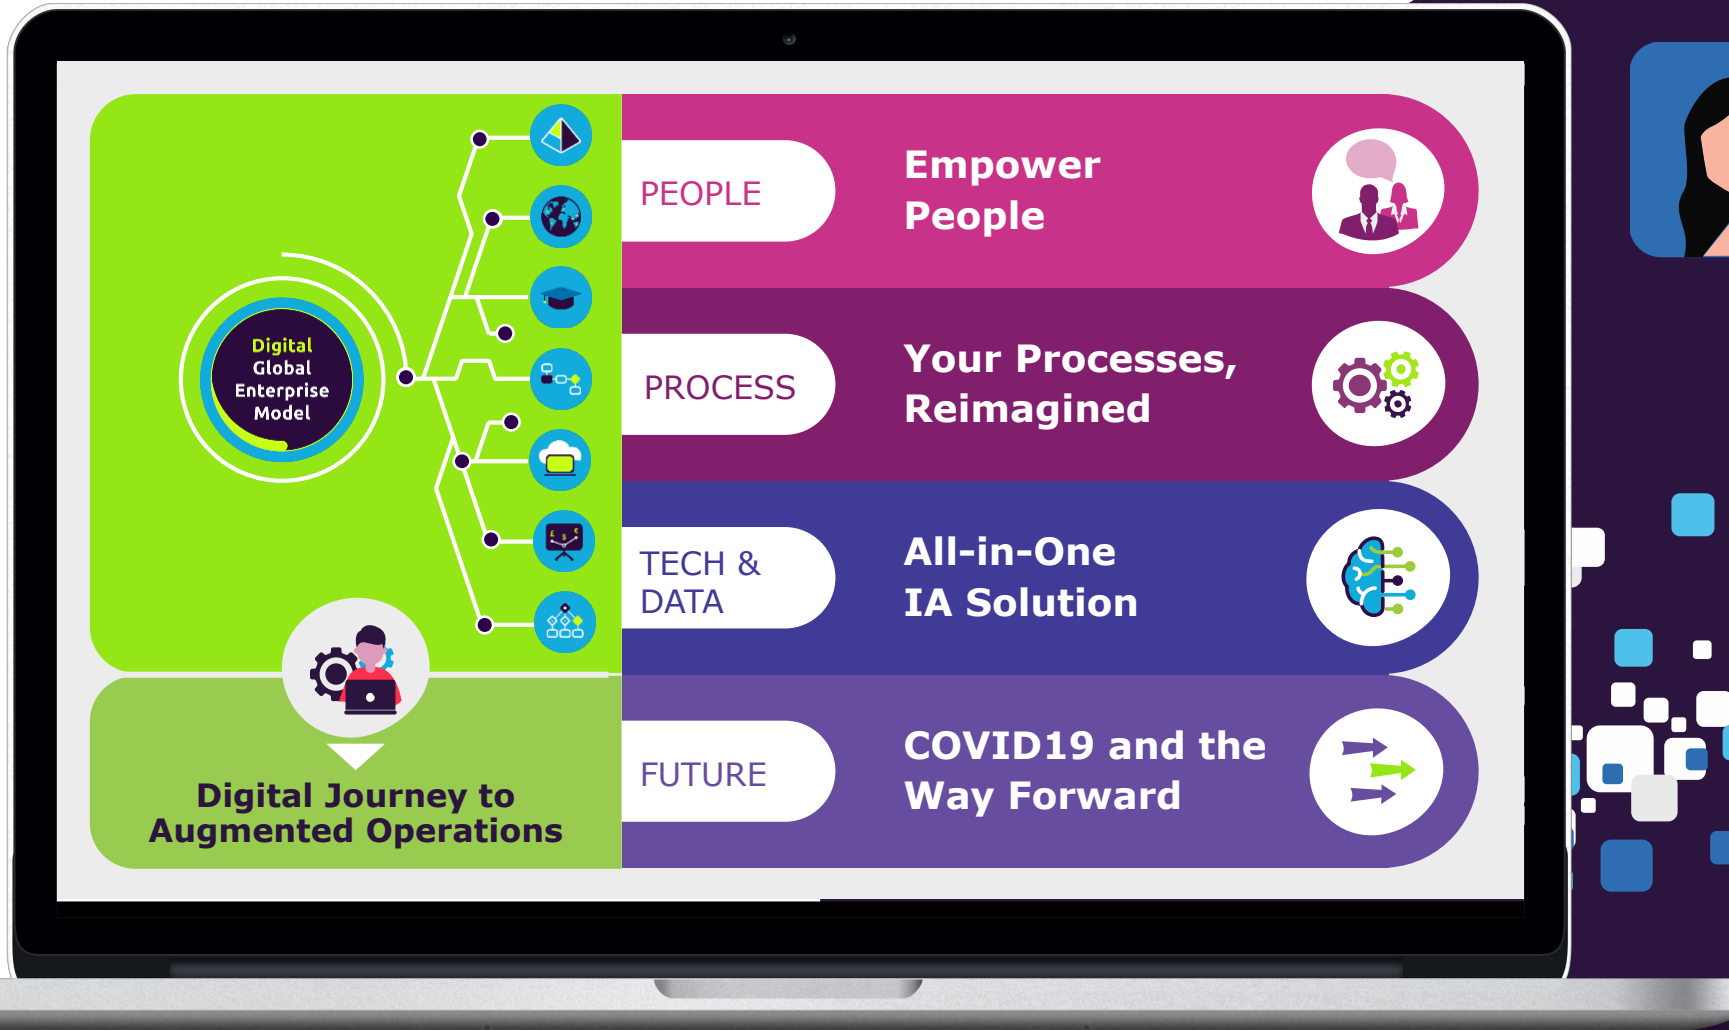 Digital
Global
Enterprise
Model
Digital Journey to
Augmented Operations
PEOPLE
Empower
People
PROCESS
Your Processes,
Reimagined
TECH &
DATA
All-in-One
IA Solution
FUTURE
COVID19 and the
Way Forward
£ $ €